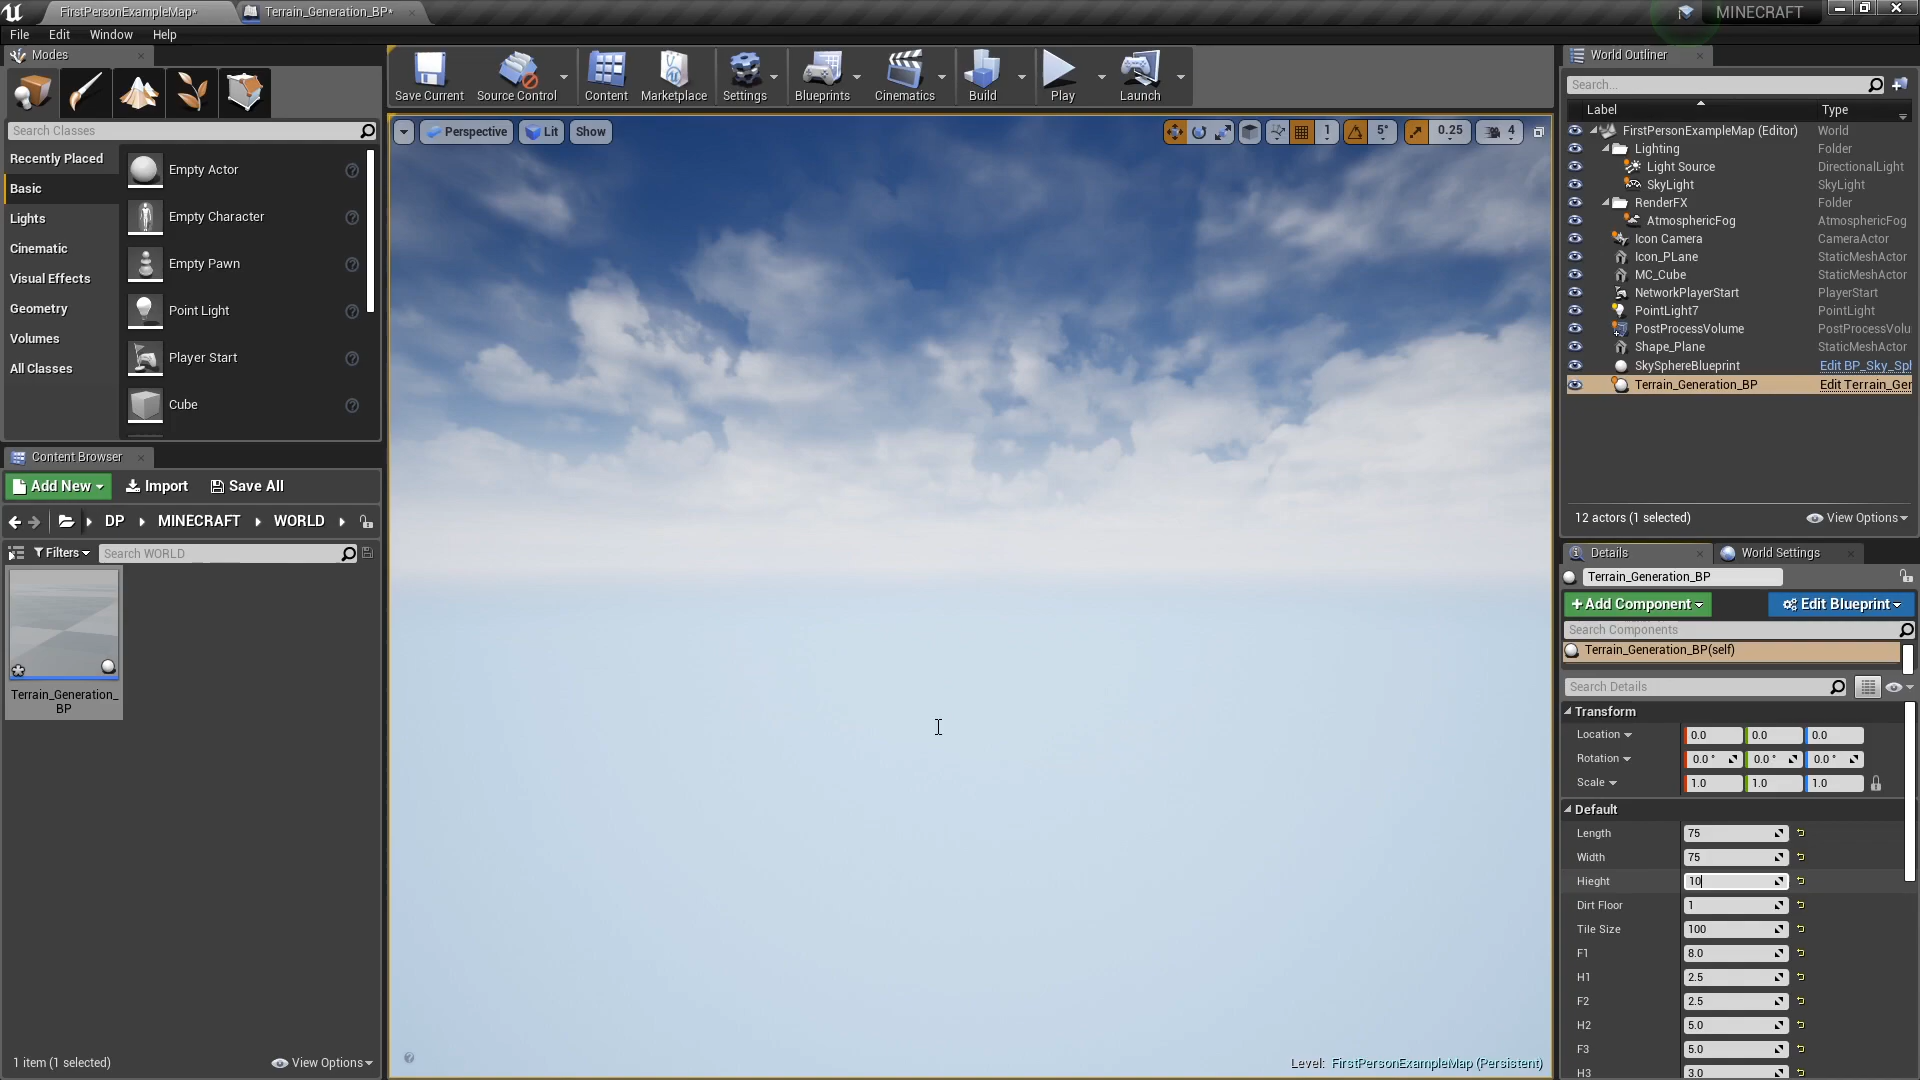 FirstPersonExampleMap*
Terrain_Generation_BP*
MINECRAFT
File Edit Window Help
Modes
Search Classes
Recently Placed
Basic
Lights
Cinematic
Visual Effects
Geometry
Volumes
All Classes
Empty Actor
Empty Character
Empty Pawn
Point Light
Player Start
Cube
Content Browser
Add New
Import
Save All
DP
MINECRAFT
WORLD
Filters
Search WORLD
Terrain_Generation_
BP
1 item (1 selected)
View Options
Save Current
Source Control
Content
Marketplace
Settings
Blueprints
Cinematics
Build
Play
Launch
Perspective
Lit
Show
1
5°
0.25
4
Level: FirstPersonExampleMap (Persistent)
World Outliner
Search...
Label Type
FirstPersonExampleMap (Editor) World
Lighting Folder
Light Source DirectionalLight
SkyLight SkyLight
RenderFX Folder
AtmosphericFog AtmosphericFog
Icon Camera CameraActor
Icon_PLane StaticMeshActor
MC_Cube StaticMeshActor
NetworkPlayerStart PlayerStart
PointLight7 PointLight
PostProcessVolume PostProcessVolu
Shape_Plane StaticMeshActor
SkySphereBlueprint Edit BP_Sky_Sph
Terrain_Generation_BP Edit Terrain_Ger
12 actors (1 selected)
View Options
Details
World Settings
Terrain_Generation_BP
+Add Component
Edit Blueprint
Search Components
Terrain_Generation_BP(self)
Search Details
Transform
Location 0.0 0.0 0.0
Rotation 0.0 ° 0.0 ° 0.0 °
Scale 1.0 1.0 1.0
Default
Length 75
Width 75
Hieght 10
Dirt Floor 1
Tile Size 100
F1 8.0
H1 2.5
F2 2.5
H2 5.0
F3 5.0
H3 3.0